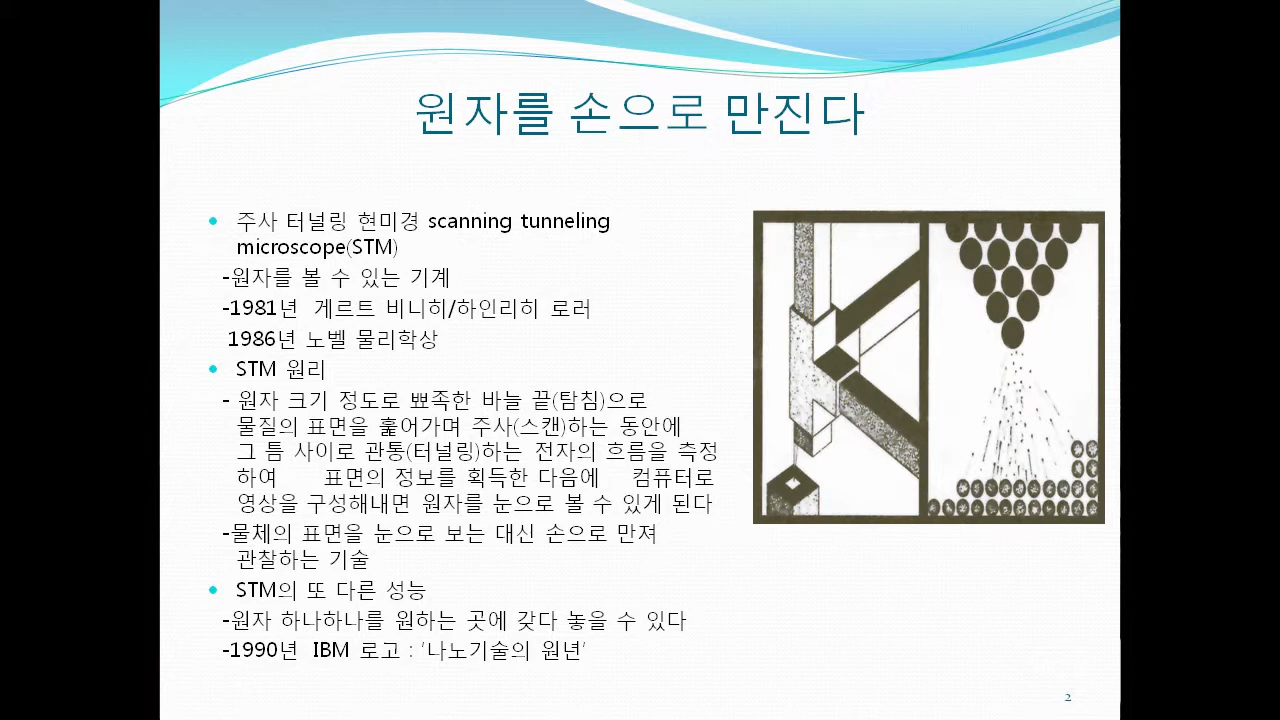 원자를 손으로 만진다
• 주사 터널링 현미경 scanning tunneling
microscope(STM)
-원자를 볼 수 있는 기계
-1981년 게르트 비니히/하인리히 로러
1986년 노벨 물리학상
• STM 원리
- 원자 크기 정도로 뾰족한 바늘 끝(탐침)으로
물질의 표면을 훑어가며 주사(스캔)하는 동안에
그 틈 사이로 관통(터널링)하는 전자의 흐름을 측정
하여 표면의 정보를 획득한 다음에 컴퓨터로
영상을 구성해내면 원자를 눈으로 볼 수 있게 된다
-물체의 표면을 눈으로 보는 대신 손으로 만져
관찰하는 기술
• STM의 또 다른 성능
-원자 하나하나를 원하는 곳에 갖다 놓을 수 있다
-1990년 IBM 로고 : ‘나노기술의 원년’
2